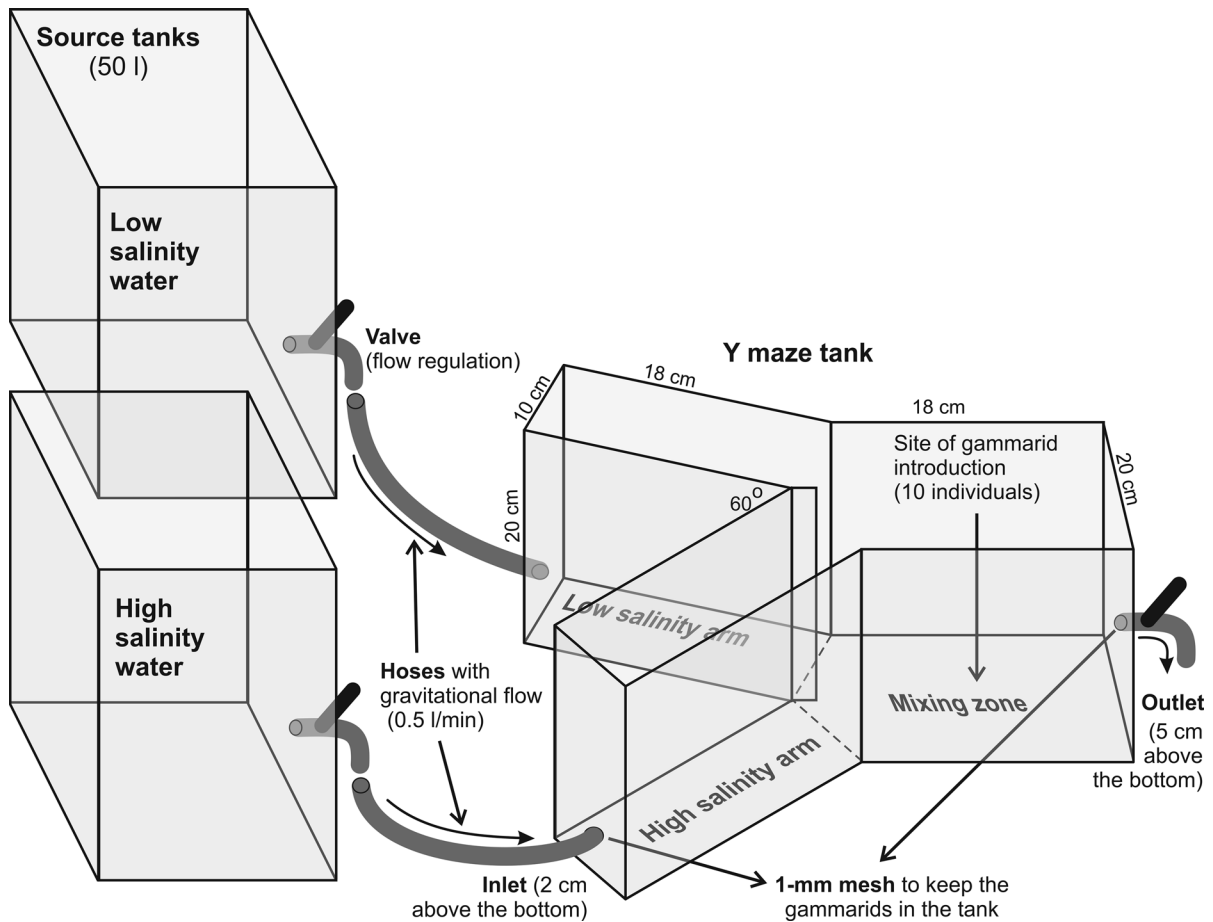 Source tanks
(50 l)
Low
salinity
water
Valve
(flow regulation)
Y maze tank
10 cm
18 cm
18 cm
20 cm
20 cm
60°
Site of gammarid
introduction
(10 individuals)
Low salinity arm
High
salinity
water
Hoses with
gravitational flow
(0.5 l/min)
Mixing zone
High salinity arm
Outlet
(5 cm
above
the bottom)
Inlet (2 cm
above the bottom)
1-mm mesh to keep the
gammarids in the tank